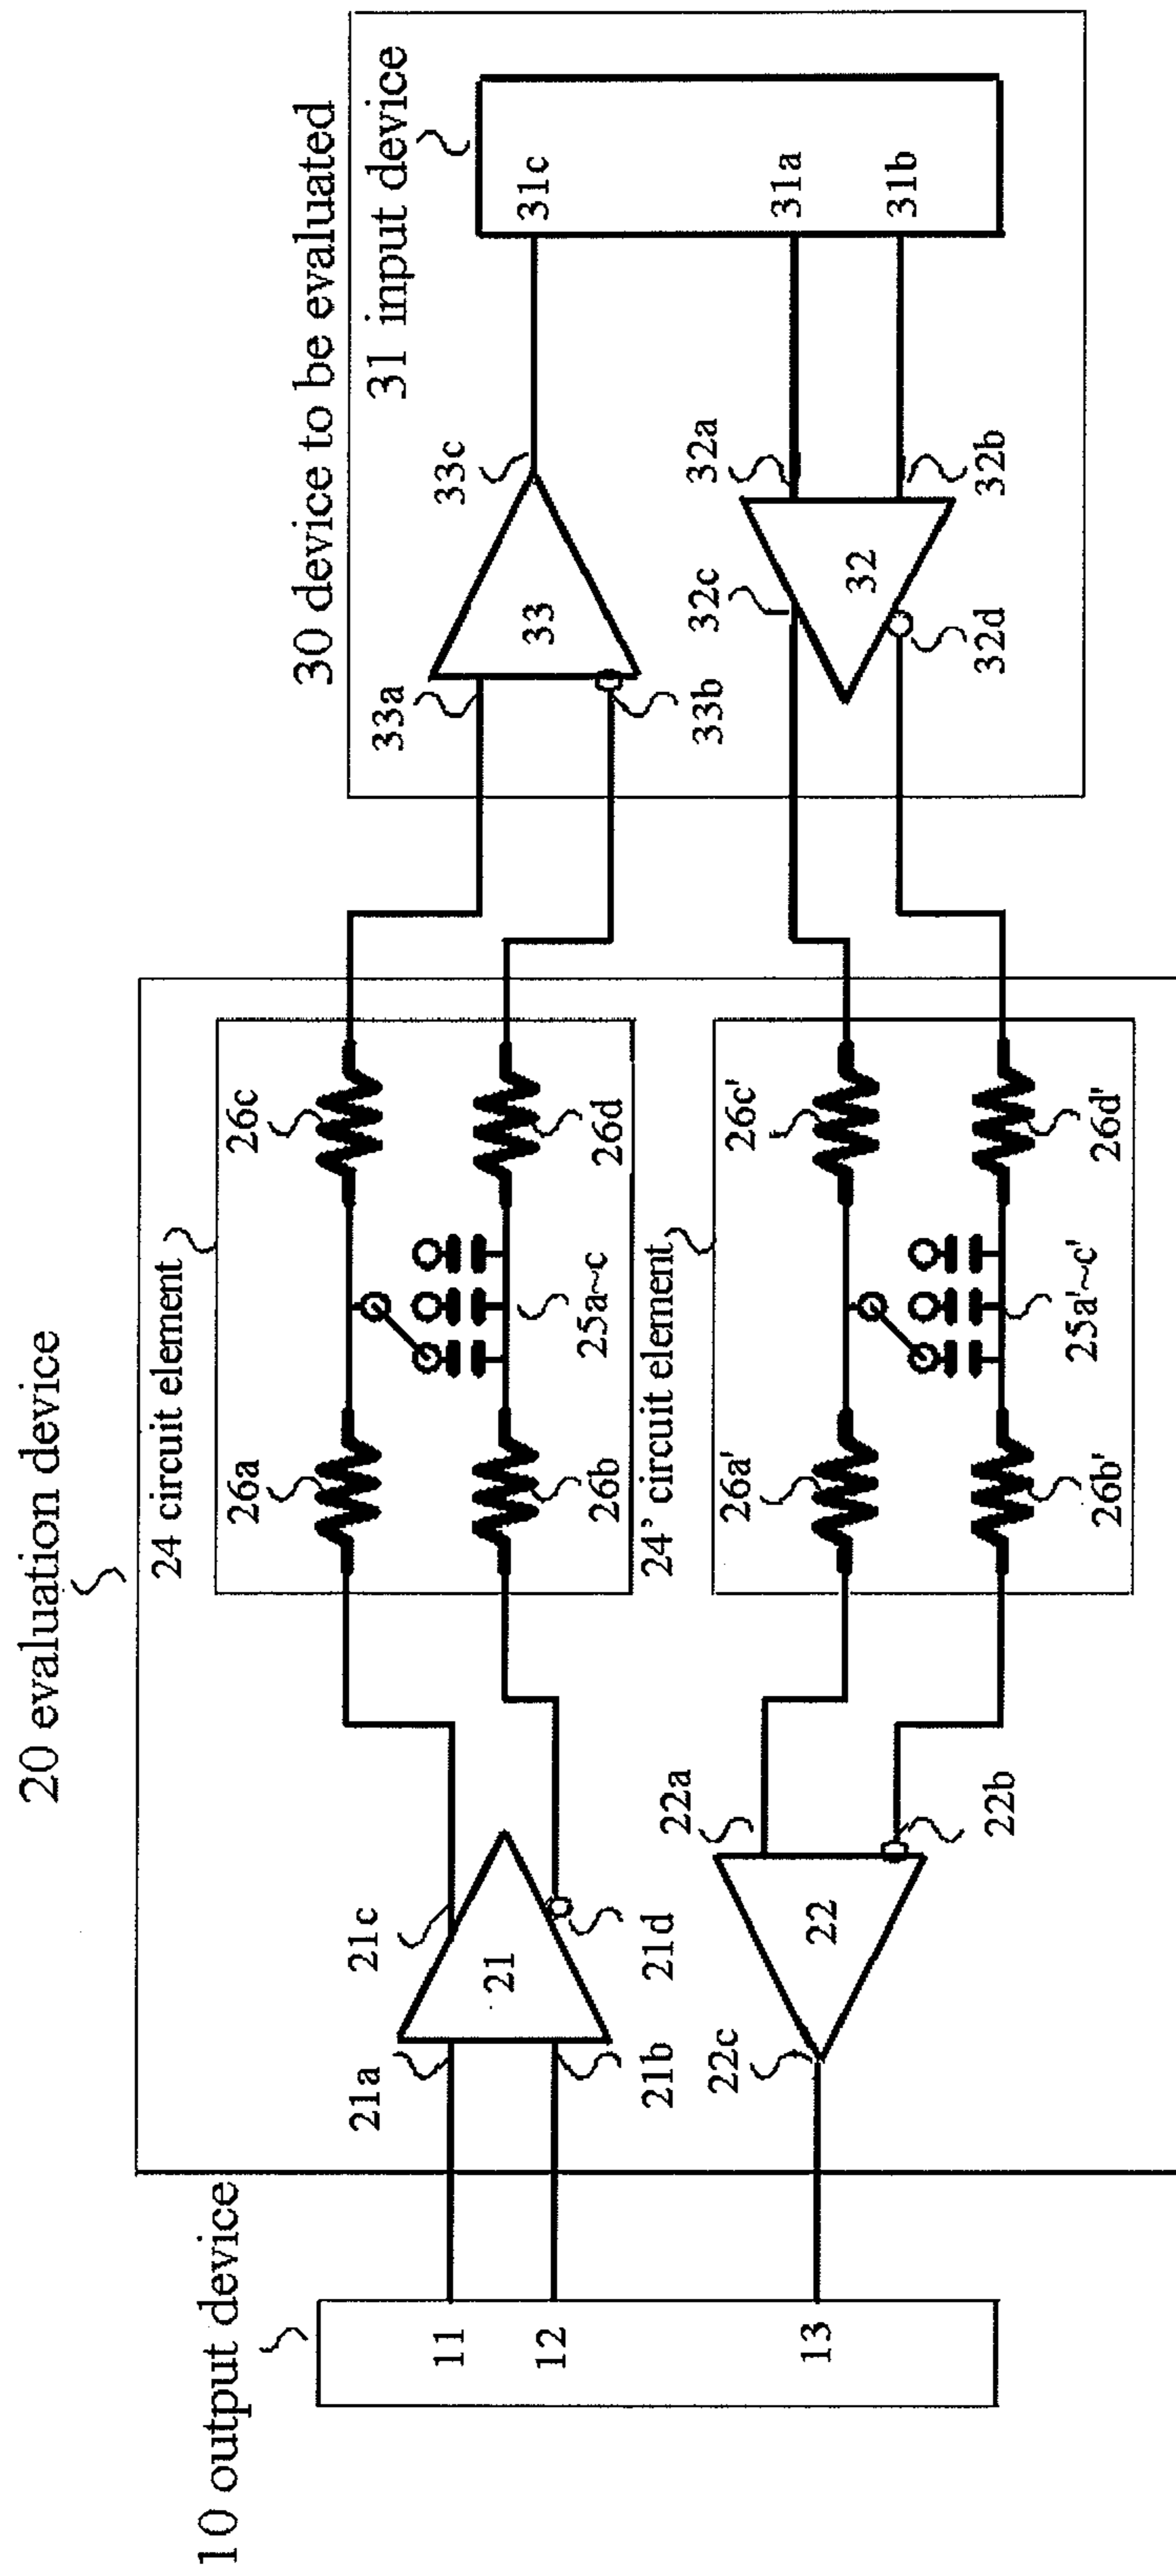 20 evaluation device
10 output device
11
12
13
21a
21b
21c
21d
21
22a
22b
22c
22
24 circuit element
26a
26b
26c
26d
25a~c
24' circuit element
26a'
26b'
26c'
26d'
25a'~c'
30 device to be evaluated
31 input device
31c
31a
31b
33a
33b
33c
33
32a
32b
32c
32d
32